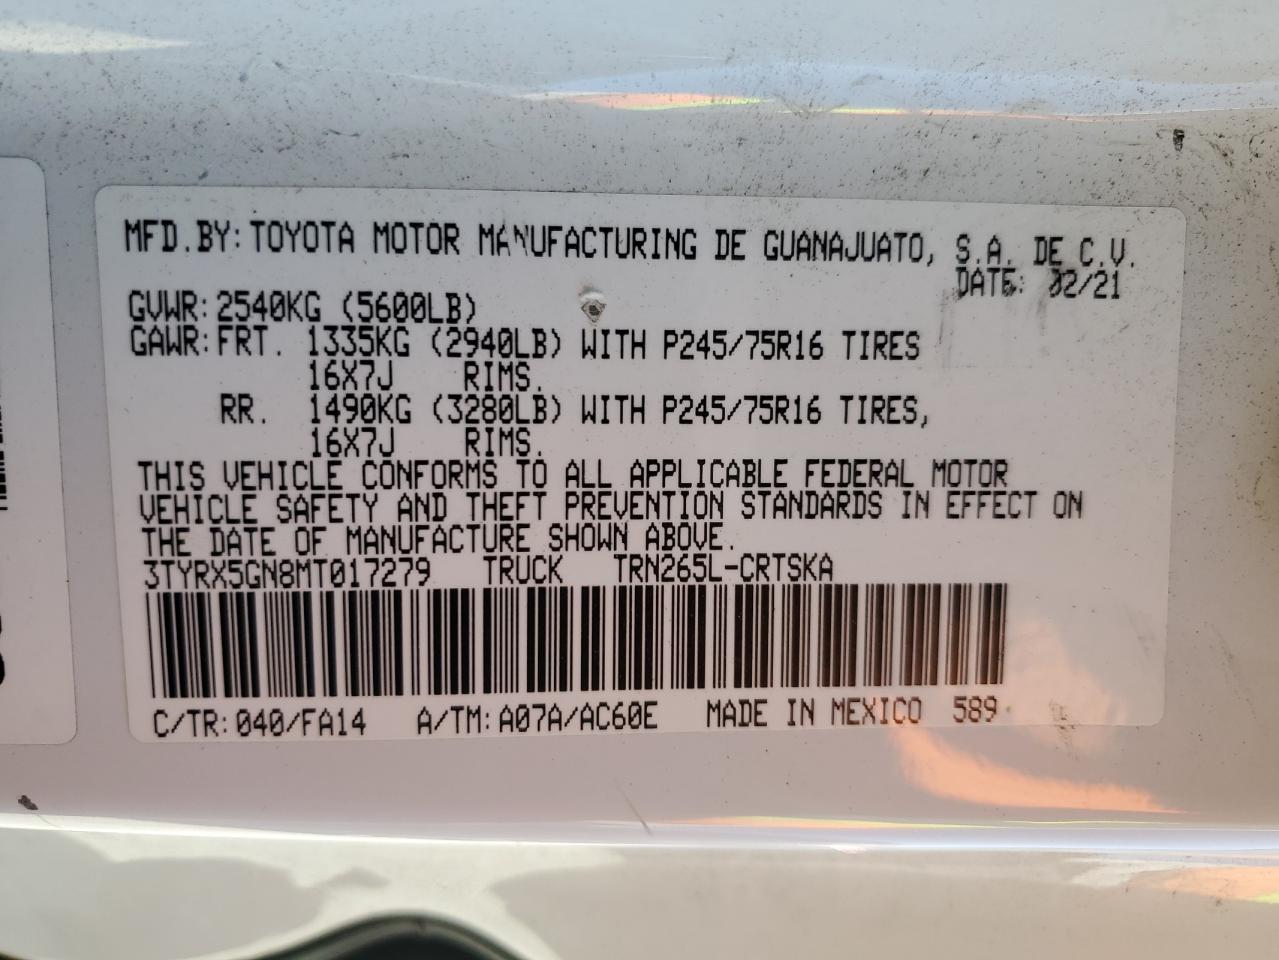 MFD.BY: TOYOTA MOTOR MANUFACTURING DE GUANAJUATO, S.A. DE C.V.
DATE: 02/21
GVWR: 2540KG (5600LB)
GAWR: FRT. 1335KG (2940LB) WITH P245/75R16 TIRES
16X7J RIMS.
RR. 1490KG (3280LB) WITH P245/75R16 TIRES,
16X7J RIMS.
THIS VEHICLE CONFORMS TO ALL APPLICABLE FEDERAL MOTOR
VEHICLE SAFETY AND THEFT PREVENTION STANDARDS IN EFFECT ON
THE DATE OF MANUFACTURE SHOWN ABOVE.
3TYRX5GN8MT017279 TRUCK TRN265L-CRTSKA
C/TR: 040/FA14 A/TM: A07A/AC60E MADE IN MEXICO 589